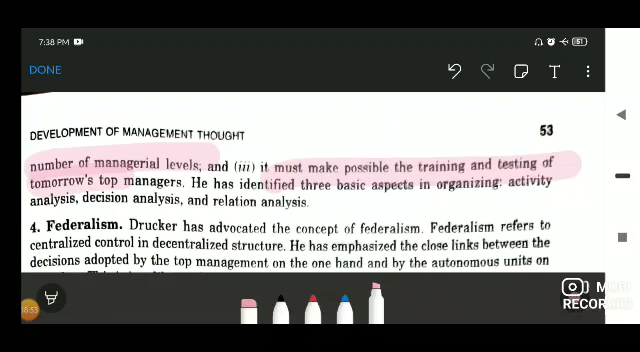 7:38 PM
51
DONE
T
DEVELOPMENT OF MANAGEMENT THOUGHT 53
number of managerial levels; and (iii) it must make possible the training and testing of
tomorrow's top managers. He has identified three basic aspects in organizing: activity
analysis, decision analysis, and relation analysis.
4. Federalism. Drucker has advocated the concept of federalism. Federalism refers to
centralized control in decentralized structure. He has emphasized the close links between the
decisions adopted by the top management on the one hand and by the autonomous units on
8:53
RECORDER